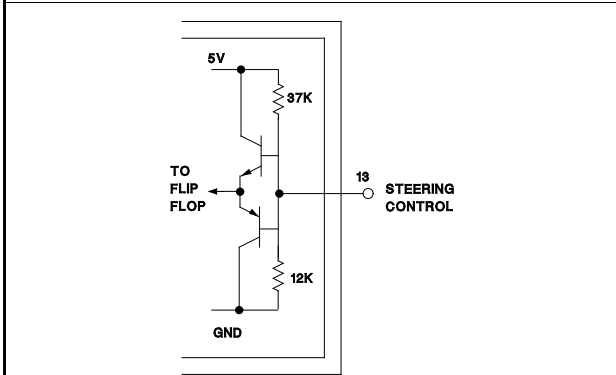 5V
37K
TO
FLIP
FLOP
13
STEERING
CONTROL
12K
GND